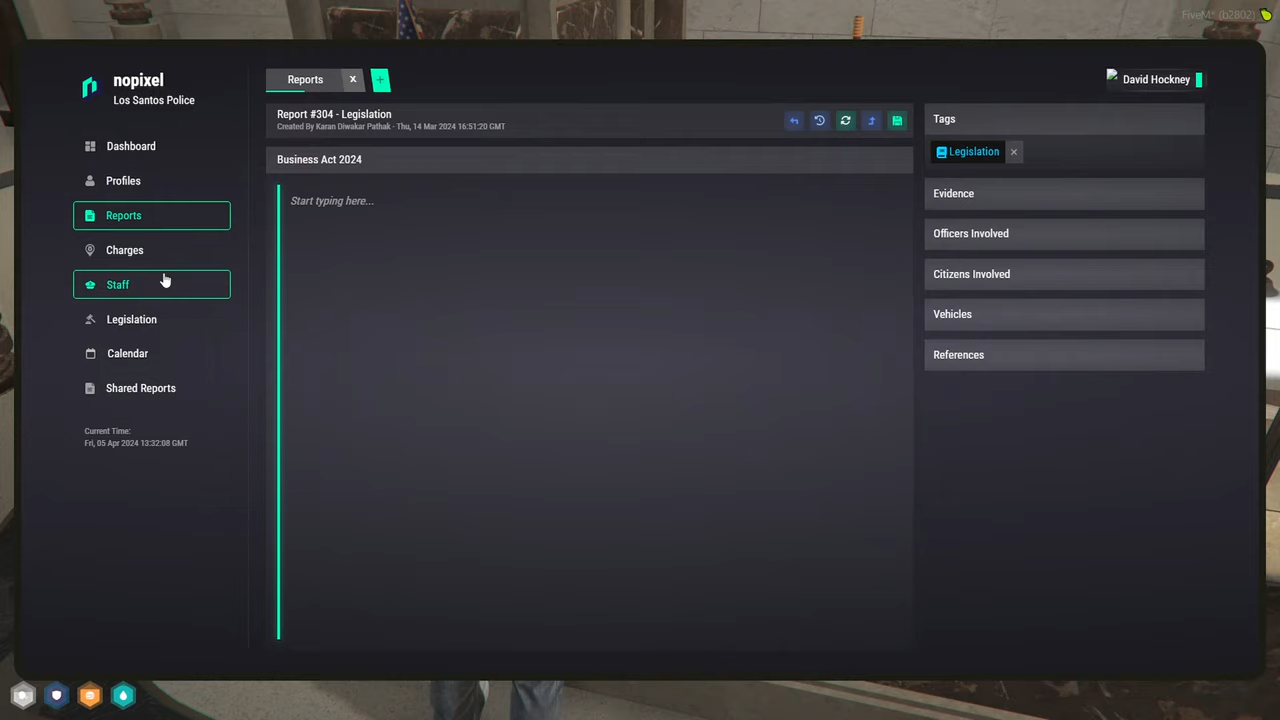 FiveM® (b2802)
nopixel
Los Santos Police
Dashboard
Profiles
Reports
Charges
Staff
Legislation
Calendar
Shared Reports
Current Time:
Fri, 05 Apr 2024 13:32:08 GMT
Reports x +
Report #304 - Legislation
Created By Karan Diwakar Pathak - Thu, 14 Mar 2024 16:51:20 GMT
Business Act 2024
Start typing here...
David Hockney
Tags
Legislation ×
Evidence
Officers Involved
Citizens Involved
Vehicles
References